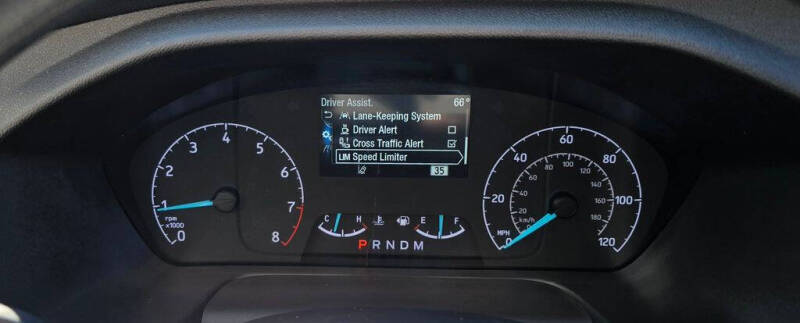 Driver Assist. 66°
Lane-Keeping System
Driver Alert
Cross Traffic Alert
LIM Speed Limiter
35
0 1 2 3 4 5 6 7 8
rpm
x1000
C H
E F
P R N D M
0 20 40 60 80 100 120
MPH
20 40 60 80 100 120 140 160 180
km/h